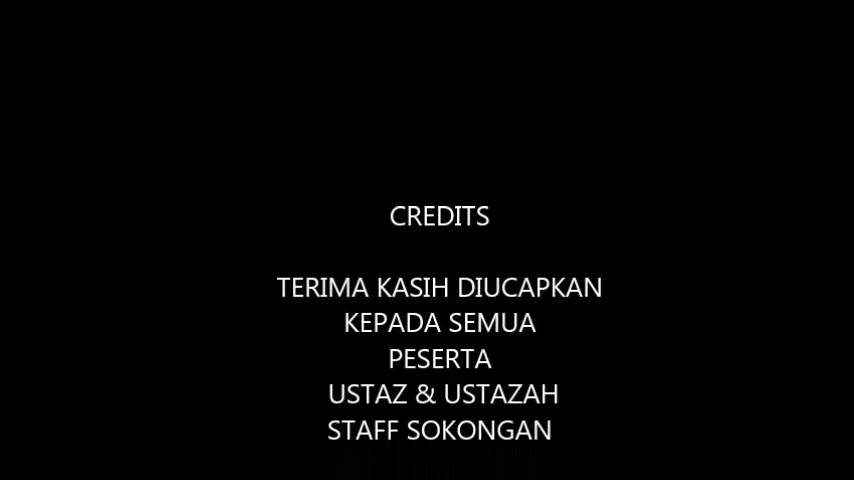 CREDITS
TERIMA KASIH DIUCAPKAN
KEPADA SEMUA
PESERTA
USTAZ & USTAZAH
STAFF SOKONGAN